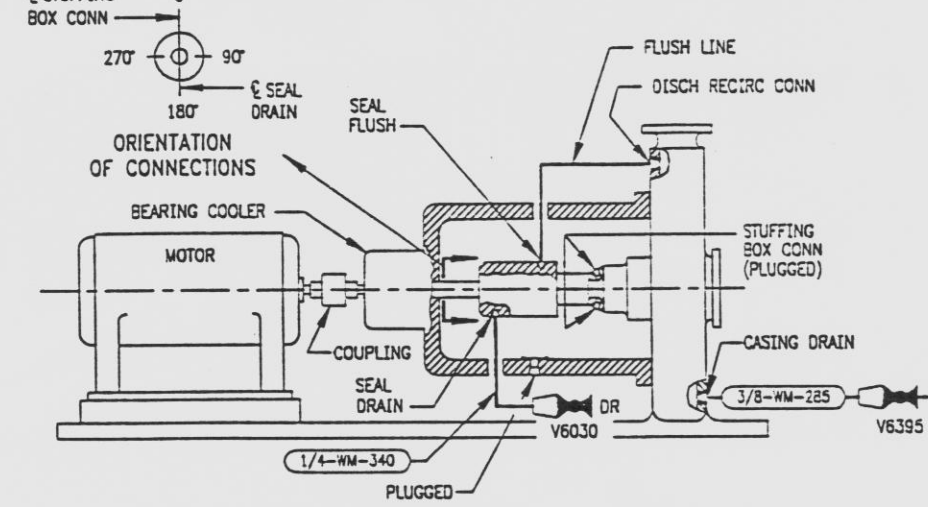 BOX CONN
270°
90°
℄ SEAL
DRAIN
180°
ORIENTATION
OF CONNECTIONS
FLUSH LINE
DISCH RECIRC CONN
SEAL
FLUSH
BEARING COOLER
MOTOR
STUFFING
BOX CONN
(PLUGGED)
COUPLING
CASING DRAIN
SEAL
DRAIN
DR
V6030
3/8-WM-285
V6395
1/4-WM-340
PLUGGED